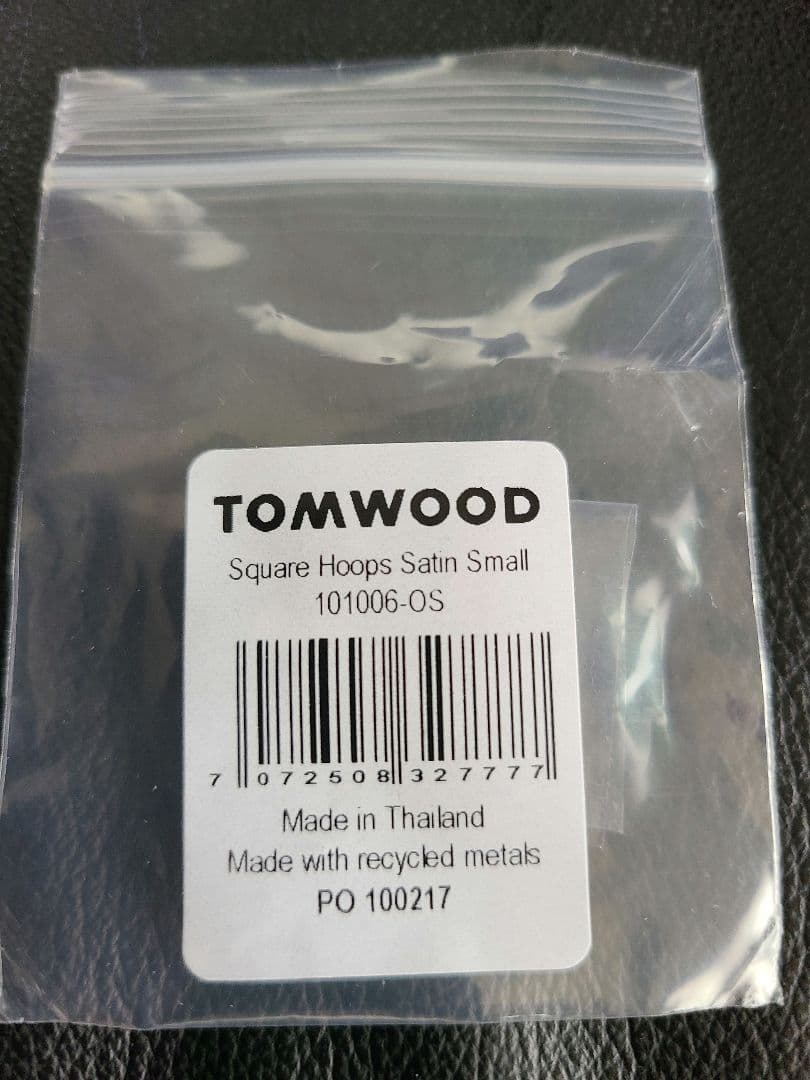 TOMWOOD
Square Hoops Satin Small
101006-OS
7 072508 327777
Made in Thailand
Made with recycled metals
PO 100217